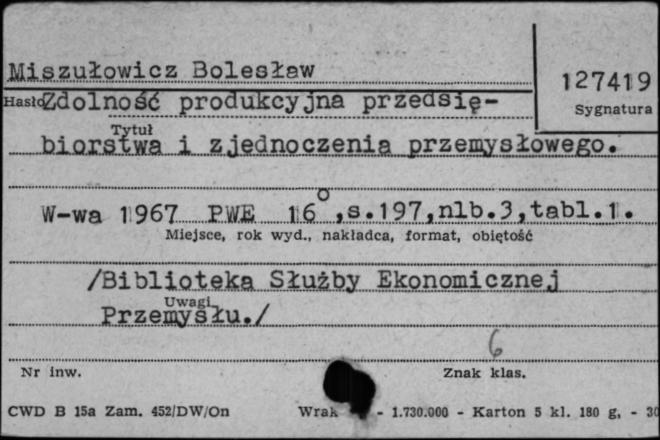 Miszułowicz Bolesław
127419
Hasło Zdolność produkcyjna przedsię-
Sygnatura
Tytuł
biorstwa i zjednoczenia przemysłowego.
W-wa 1967 PWE 16°, s.197, nlb.3, tabl.1.
Miejsce, rok wyd., nakładca, format, obiętość
/Biblioteka Służby Ekonomicznej
Uwagi
Przemysłu./
6
Nr inw.
Znak klas.
CWD B 15a Zam. 452/DW/On
- 1.730.000 - Karton 5 kl. 180 g, - 30